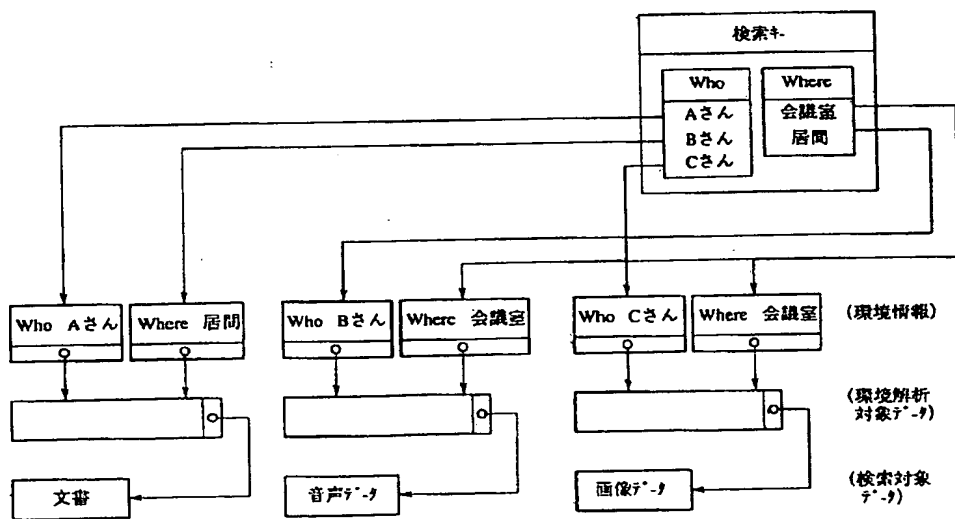 検索キー
Who
Where
Aさん
会議室
Bさん
居間
Cさん
Who Aさん
Where 居間
Who Bさん
Where 会議室
Who Cさん
Where 会議室
(環境情報)
(環境解析
対象データ)
文書
音声データ
画像データ
(検索対象
データ)